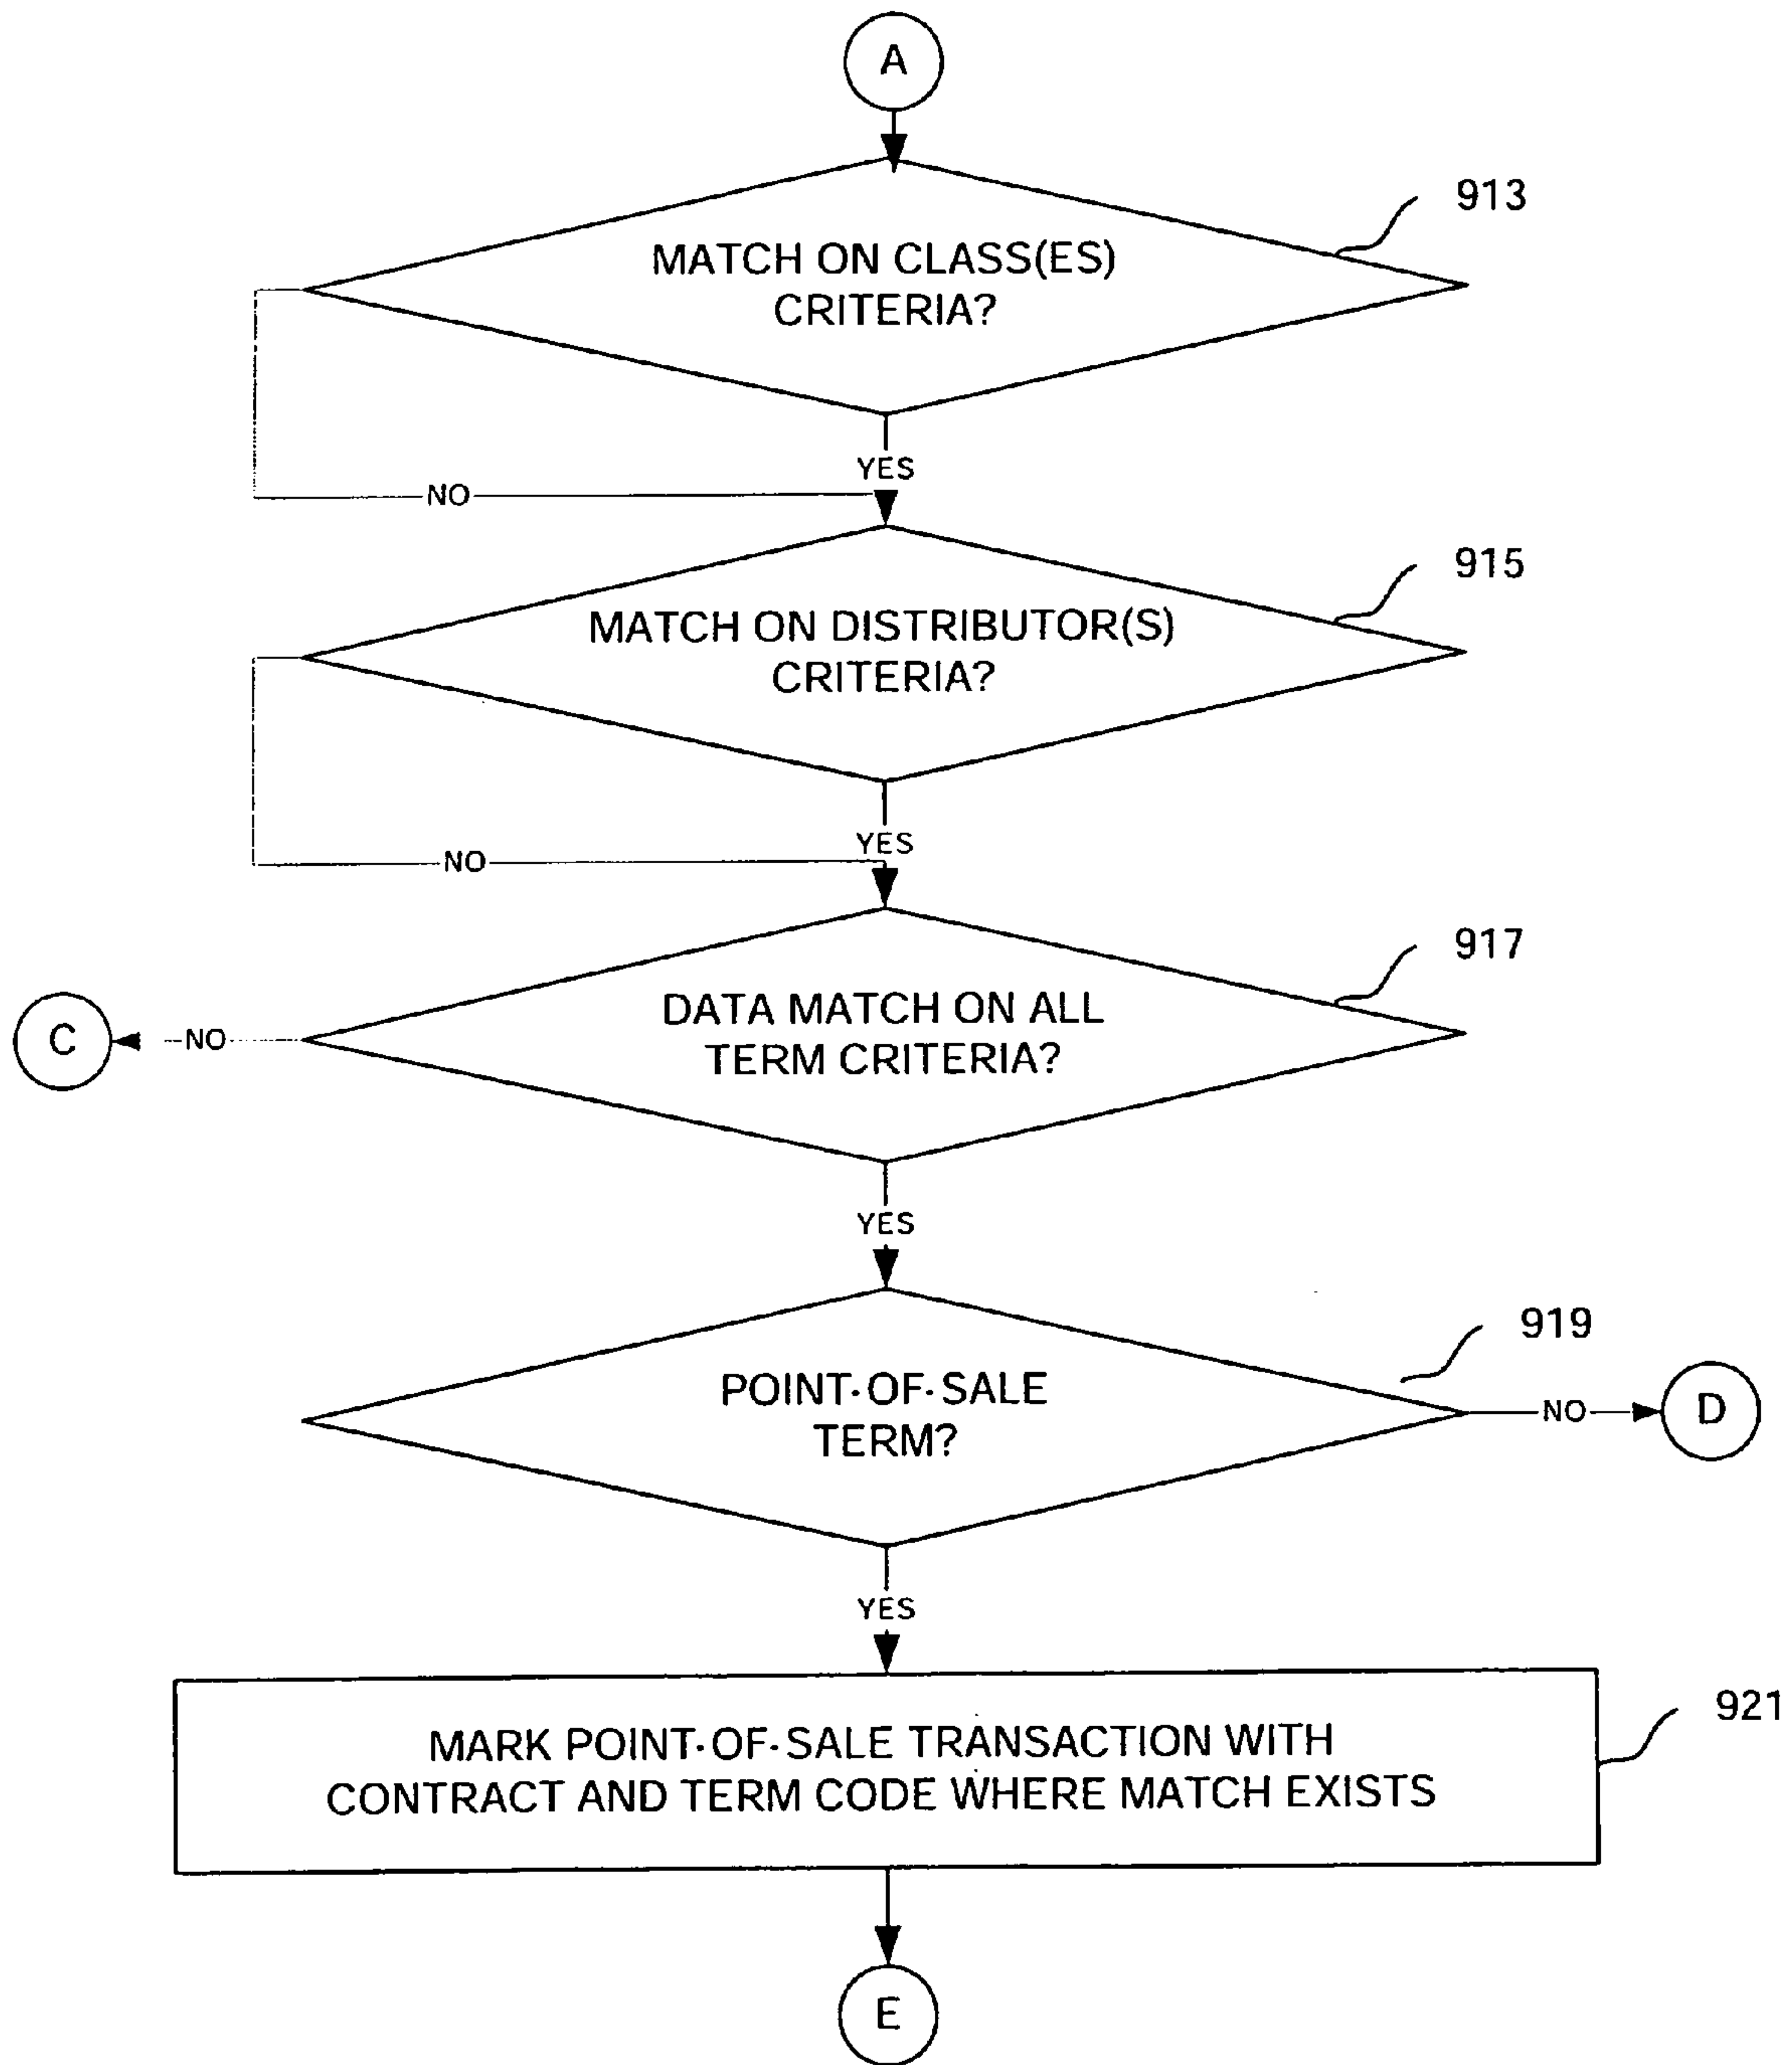 A
913
MATCH ON CLASS(ES)
CRITERIA?
YES
NO
915
MATCH ON DISTRIBUTOR(S)
CRITERIA?
YES
NO
917
DATA MATCH ON ALL
TERM CRITERIA?
C
NO
YES
919
POINT-OF-SALE
TERM?
NO
D
YES
921
MARK POINT-OF-SALE TRANSACTION WITH
CONTRACT AND TERM CODE WHERE MATCH EXISTS
E